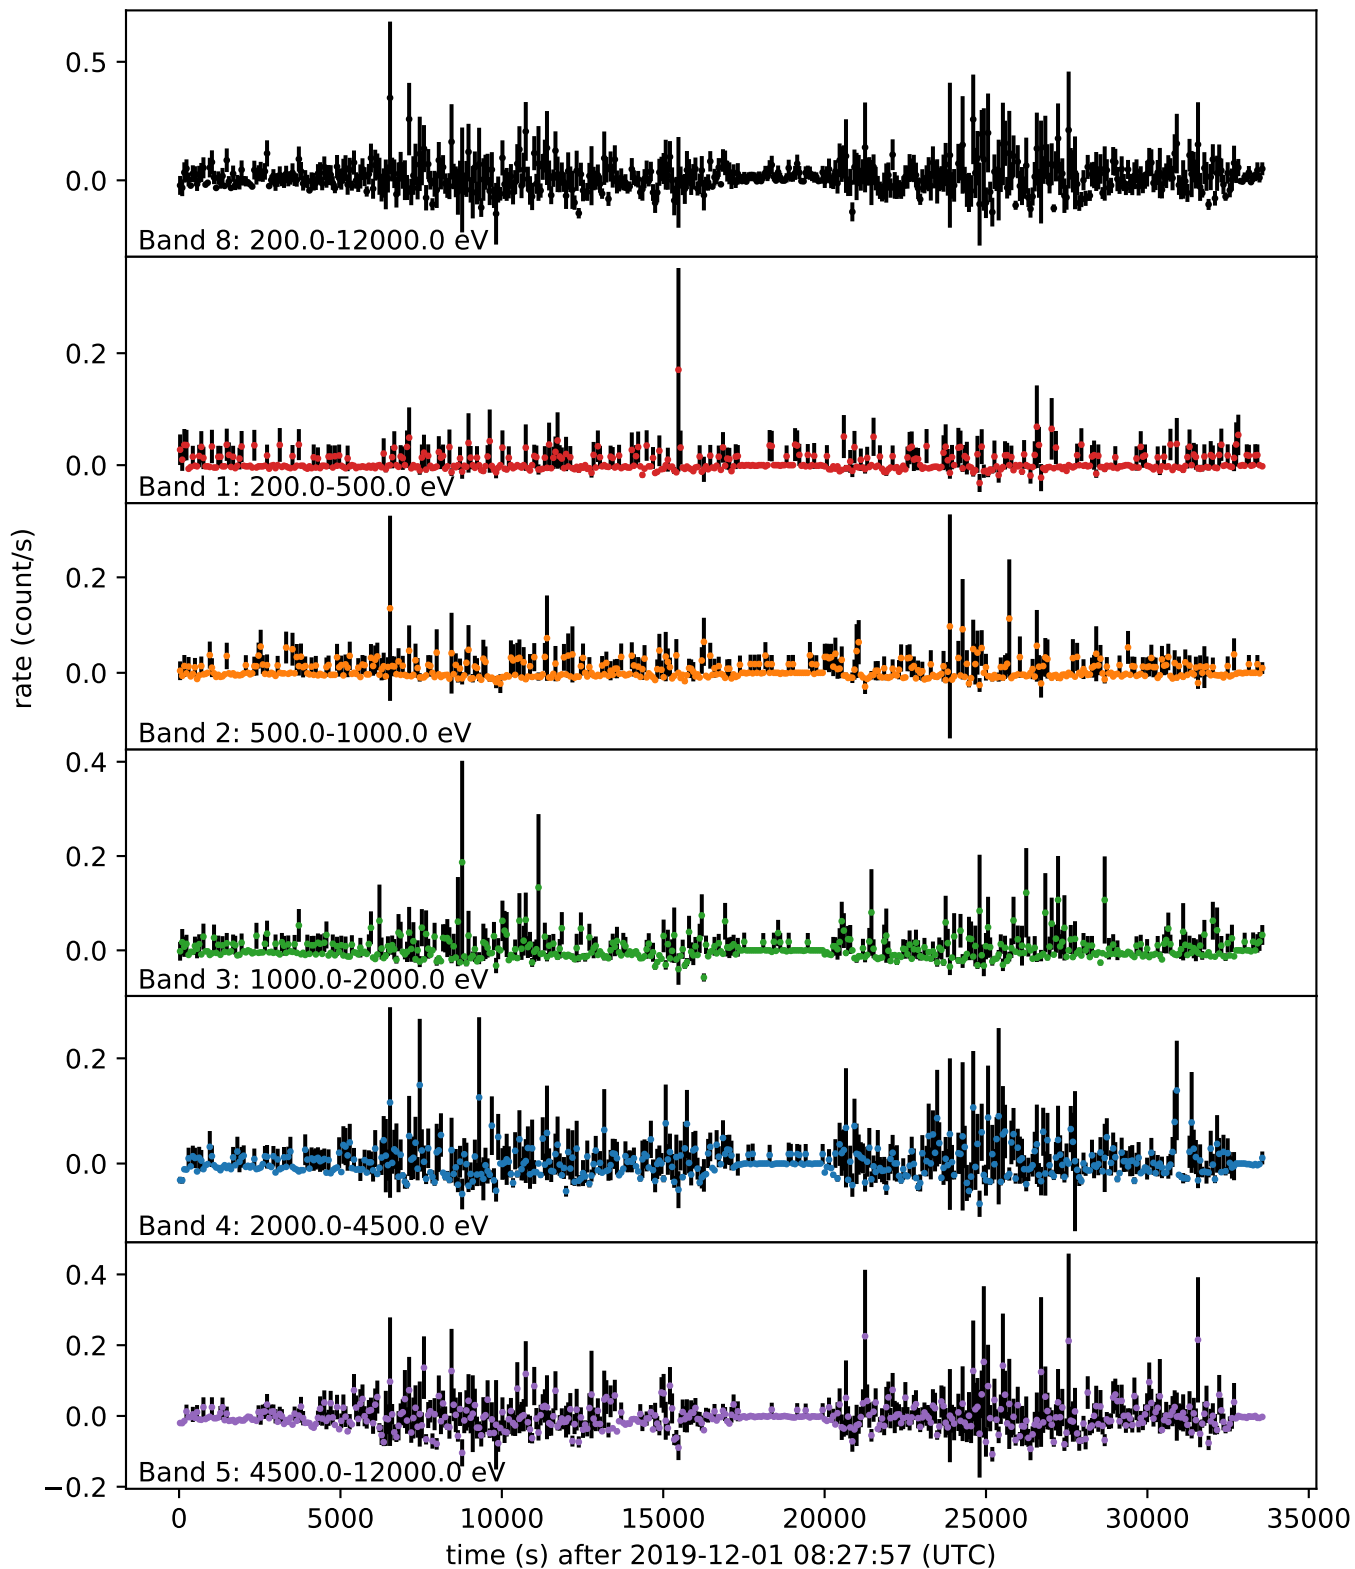 0.5
0.0
Band 8: 200.0-12000.0 eV
0.2
0.0
Band 1: 200.0-500.0 eV
rate (count/s)
0.2
0.0
Band 2: 500.0-1000.0 eV
0.4
0.2
0.0
Band 3: 1000.0-2000.0 eV
0.2
0.0
Band 4: 2000.0-4500.0 eV
0.4
0.2
0.0
−0.2
Band 5: 4500.0-12000.0 eV
0 5000 10000 15000 20000 25000 30000 35000
time (s) after 2019-12-01 08:27:57 (UTC)